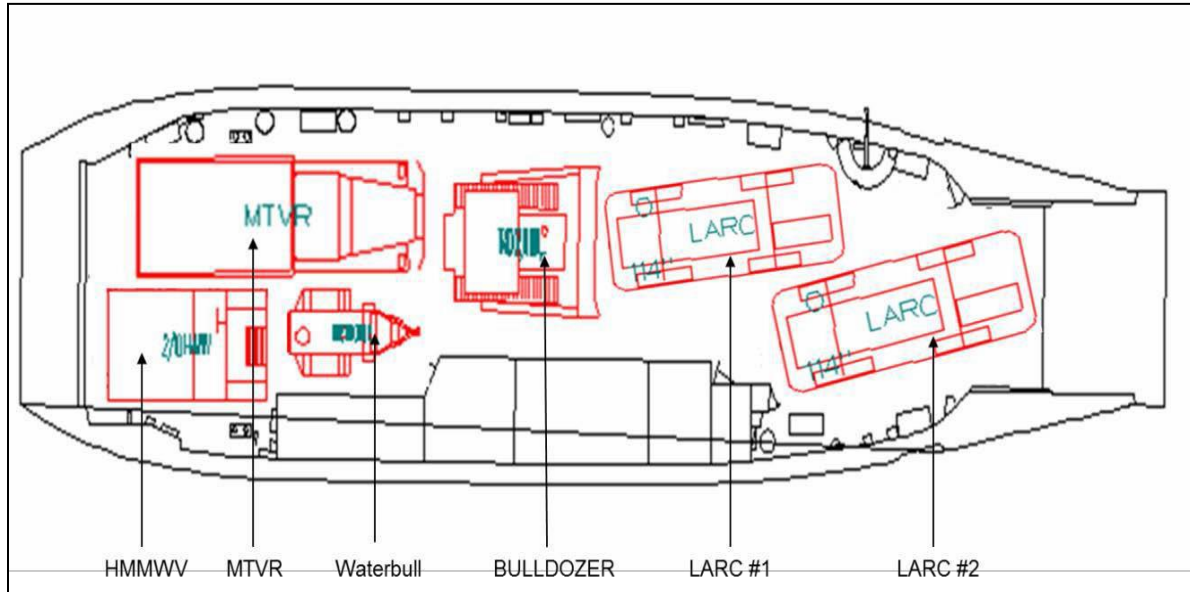 MTVR
LARC
LARC
114"
114"
HMMWV
MTVR
Waterbull
BULLDOZER
LARC #1
LARC #2